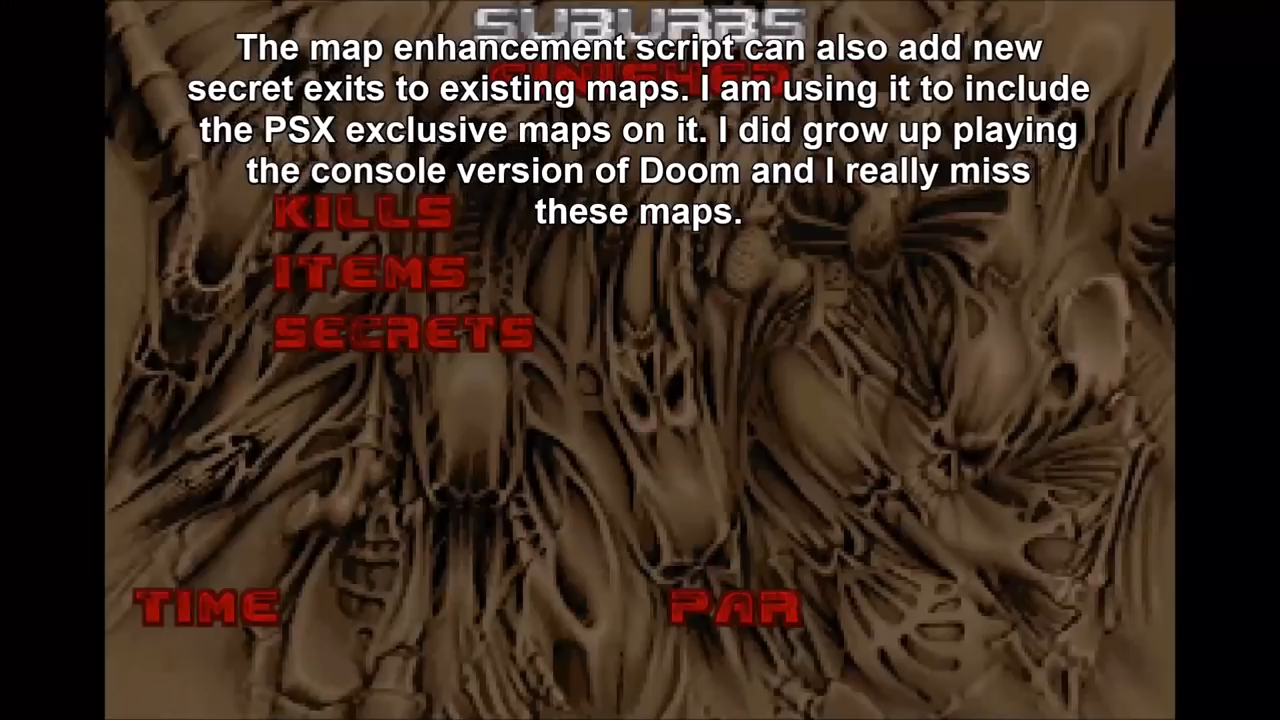 SUBURBS
FINISHED
The map enhancement script can also add new
secret exits to existing maps. I am using it to include
the PSX exclusive maps on it. I did grow up playing
the console version of Doom and I really miss
these maps.
KILLS
ITEMS
SECRETS
TIME
PAR